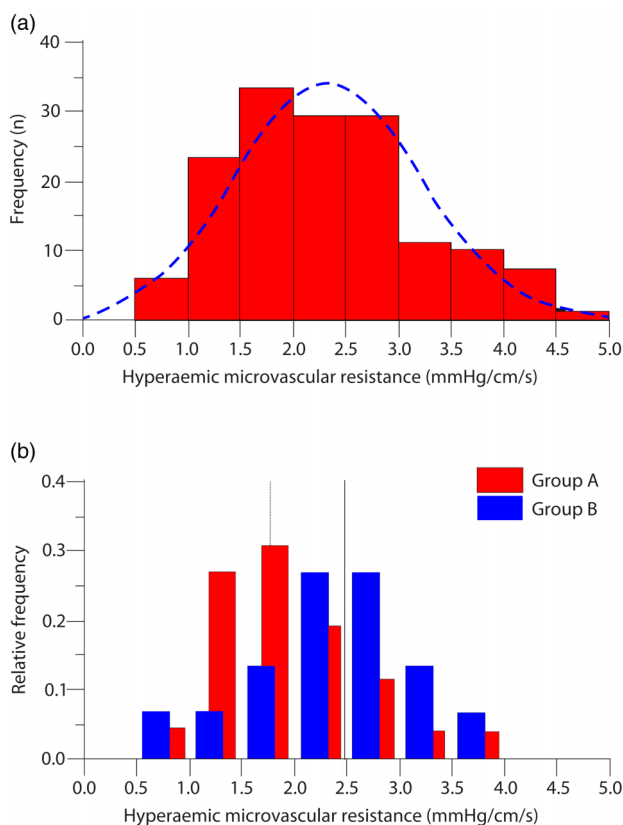 (a)
40
30
20
10
0
Frequency (n)
0.0 0.5 1.0 1.5 2.0 2.5 3.0 3.5 4.0 4.5 5.0
Hyperaemic microvascular resistance (mmHg/cm/s)
(b)
Group A
Group B
0.4
0.3
0.2
0.1
0.0
Relative frequency
0.0 0.5 1.0 1.5 2.0 2.5 3.0 3.5 4.0 4.5 5.0
Hyperaemic microvascular resistance (mmHg/cm/s)